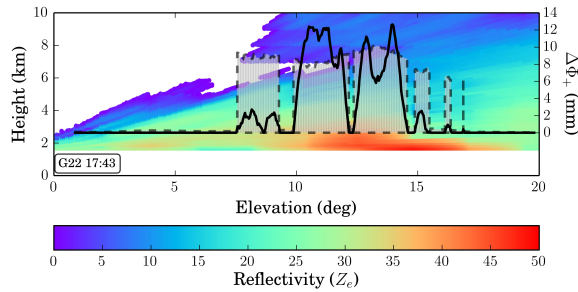 10
8
6
4
2
0
Height (km)
14
12
10
8
6
4
2
0
ΔΦ+ (mm)
G22 17:43
0 5 10 15 20
Elevation (deg)
0 5 10 15 20 25 30 35 40 45 50
Reflectivity (Ze)